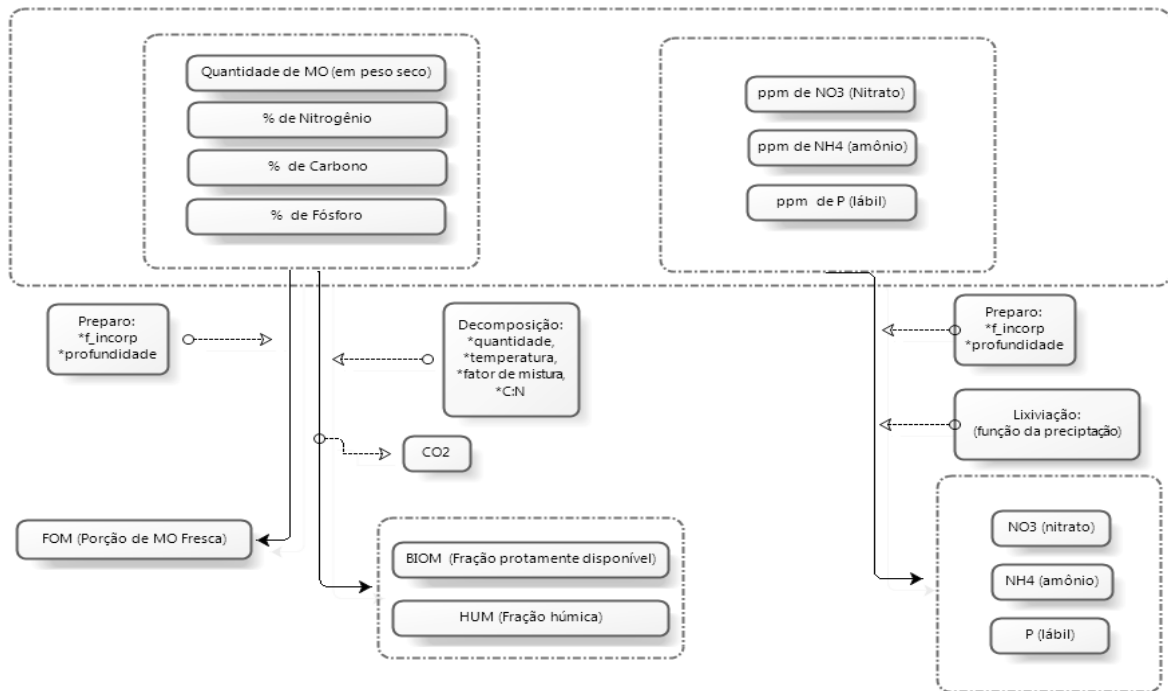 Quantidade de MO (em peso seco)
% de Nitrogênio
% de Carbono
% de Fósforo
ppm de NO3 (Nitrato)
ppm de NH4 (amônio)
ppm de P (lábil)
Preparo:
*f_incorp
*profundidade
Decomposição:
*quantidade,
*temperatura,
*fator de mistura,
*C:N
CO2
Preparo:
*f_incorp
*profundidade
Lixiviação:
(função da preciptação)
FOM (Porção de MO Fresca)
BIOM (Fração protamente disponível)
HUM (Fração húmica)
NO3 (nitrato)
NH4 (amônio)
P (lábil)